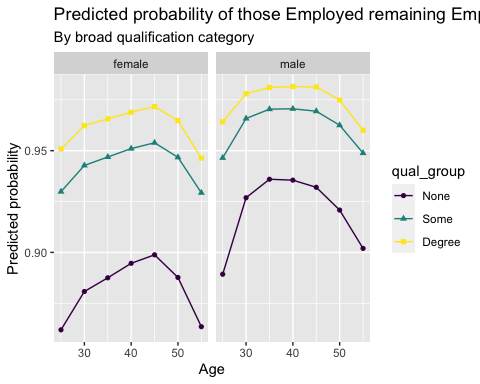 Predicted probability of those Employed remaining Emp
By broad qualification category
female
male
Predicted probability
0.95
0.90
30
40
50
30
40
50
Age
qual_group
None
Some
Degree